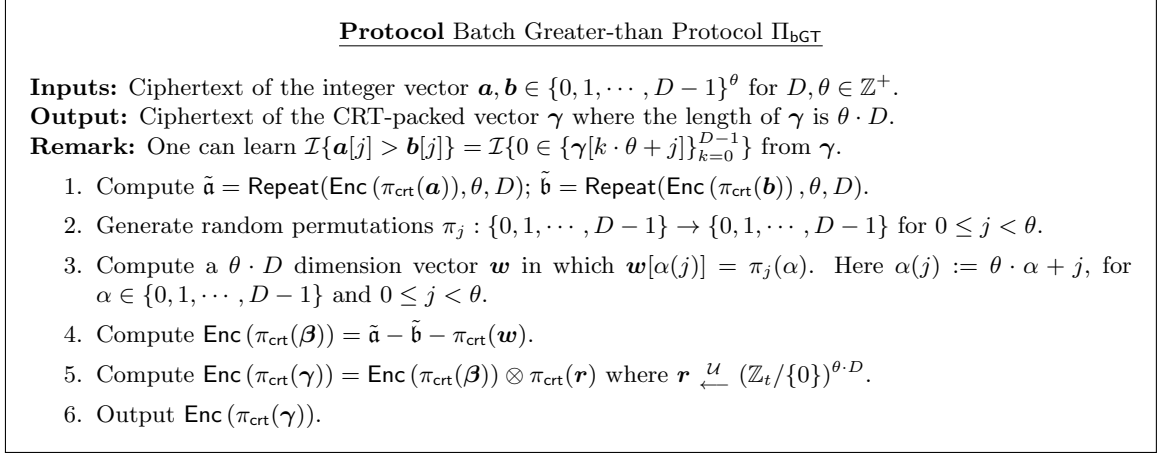 Protocol Batch Greater-than Protocol Π_bGT
Inputs: Ciphertext of the integer vector a, b ∈ {0, 1, ⋯ , D − 1}^θ for D, θ ∈ ℤ^+.
Output: Ciphertext of the CRT-packed vector γ where the length of γ is θ · D.
Remark: One can learn 𝓘{a[j] > b[j]} = 𝓘{0 ∈ {γ[k · θ + j]}_{k=0}^{D−1}} from γ.
1. Compute ã = Repeat(Enc (π_crt(a)), θ, D); b̃ = Repeat(Enc (π_crt(b)) , θ, D).
2. Generate random permutations π_j : {0, 1, ⋯ , D − 1} → {0, 1, ⋯ , D − 1} for 0 ≤ j < θ.
3. Compute a θ · D dimension vector w in which w[α(j)] = π_j(α). Here α(j) := θ · α + j, for
α ∈ {0, 1, ⋯ , D − 1} and 0 ≤ j < θ.
4. Compute Enc (π_crt(β)) = ã − b̃ − π_crt(w).
5. Compute Enc (π_crt(γ)) = Enc (π_crt(β)) ⊗ π_crt(r) where r ←^𝒰 (ℤ_t/{0})^{θ·D}.
6. Output Enc (π_crt(γ)).